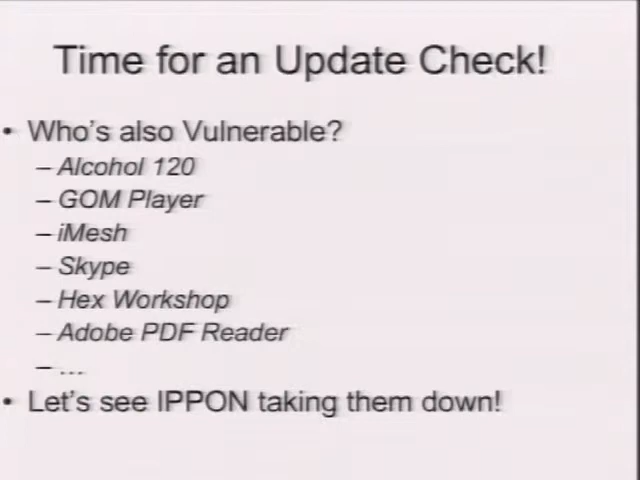 Time for an Update Check!
• Who's also Vulnerable?
– Alcohol 120
– GOM Player
– iMesh
– Skype
– Hex Workshop
– Adobe PDF Reader
– ...
• Let's see IPPON taking them down!